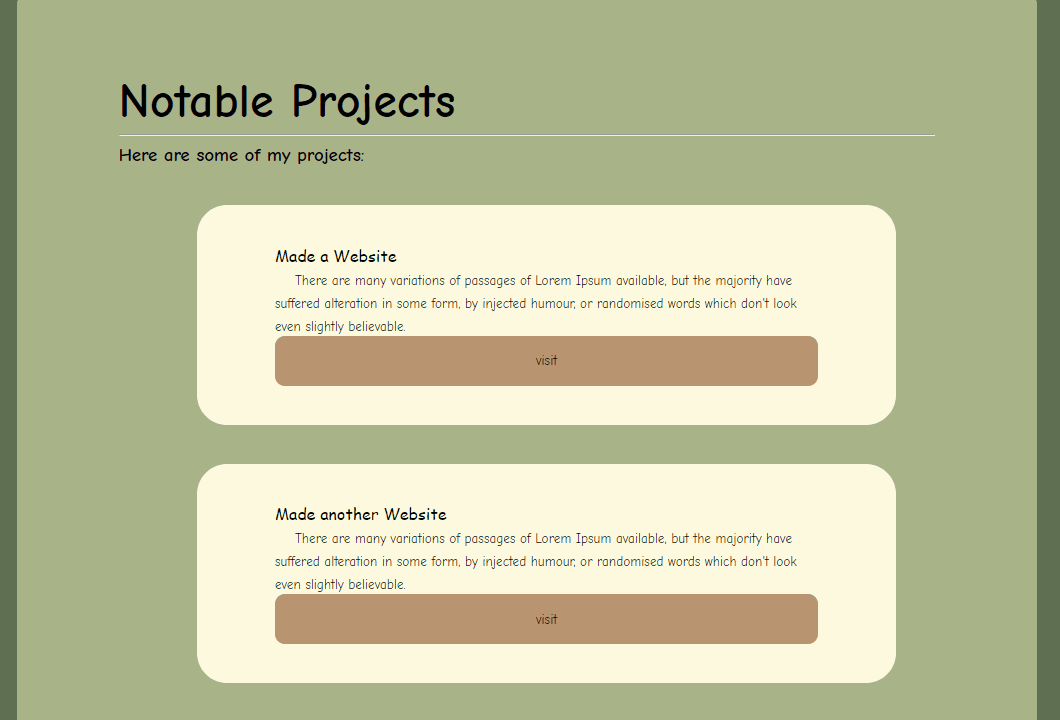 Notable Projects
Here are some of my projects:
Made a Website
There are many variations of passages of Lorem Ipsum available, but the majority have
suffered alteration in some form, by injected humour, or randomised words which don't look
even slightly believable.
visit
Made another Website
There are many variations of passages of Lorem Ipsum available, but the majority have
suffered alteration in some form, by injected humour, or randomised words which don't look
even slightly believable.
visit